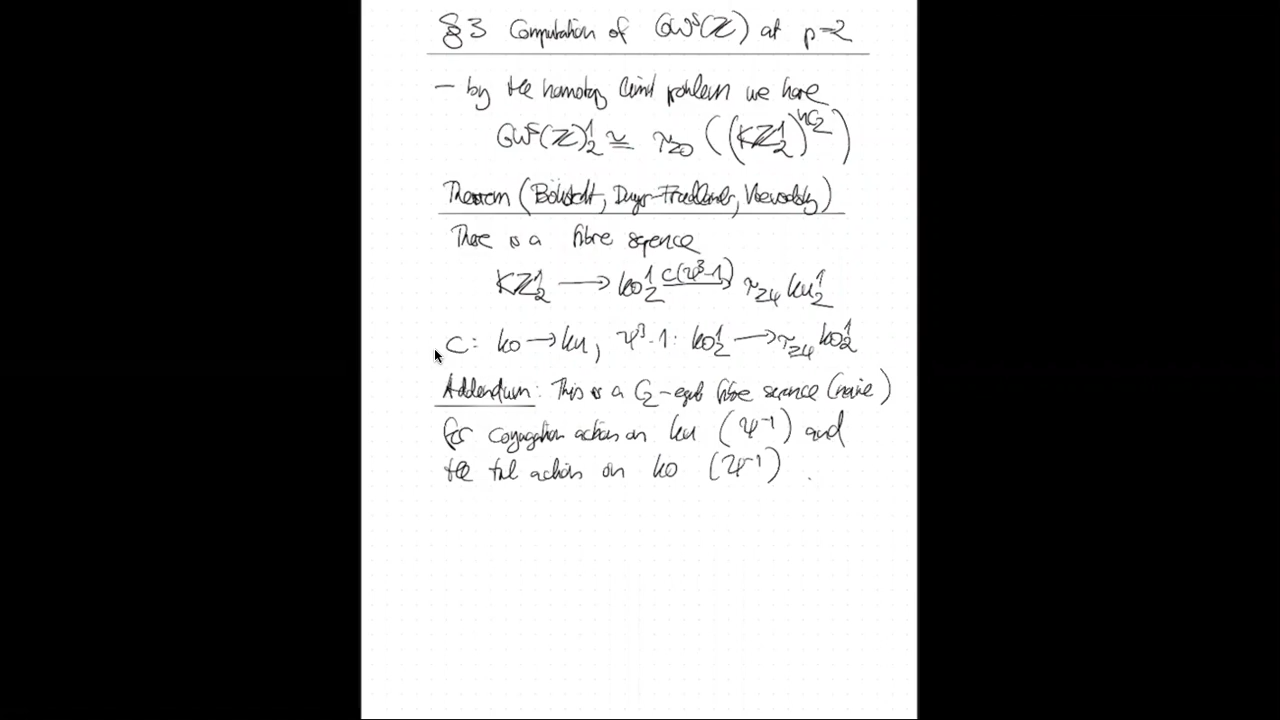 §3 Computation of GW^s(ℤ) at p=2
– by the homotopy limit problem we have
GW^s(ℤ)^∧_2 ≃ τ_{≥0} ((Kℤ^∧_2)^{hC_2})
Theorem (Bökstedt, Dwyer-Friedlander, Voevodsky)
There is a fibre sequence
Kℤ^∧_2 → ko^∧_2 \xrightarrow{c(ψ^3-1)} τ_{≥4} ku^∧_2
c: ko → ku, ψ^3-1: ko^∧_2 → τ_{≥4} ko^∧_2
Addendum: This is a C_2-equiv fibre sequence (naive)
for conjugation action on ku (ψ^{-1}) and
the triv action on ko (ψ^{-1}) .